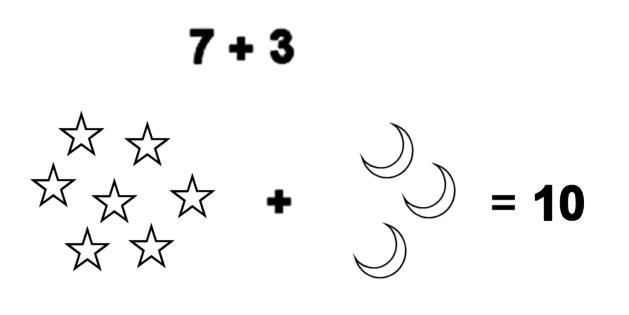 7 + 3
+ = 10